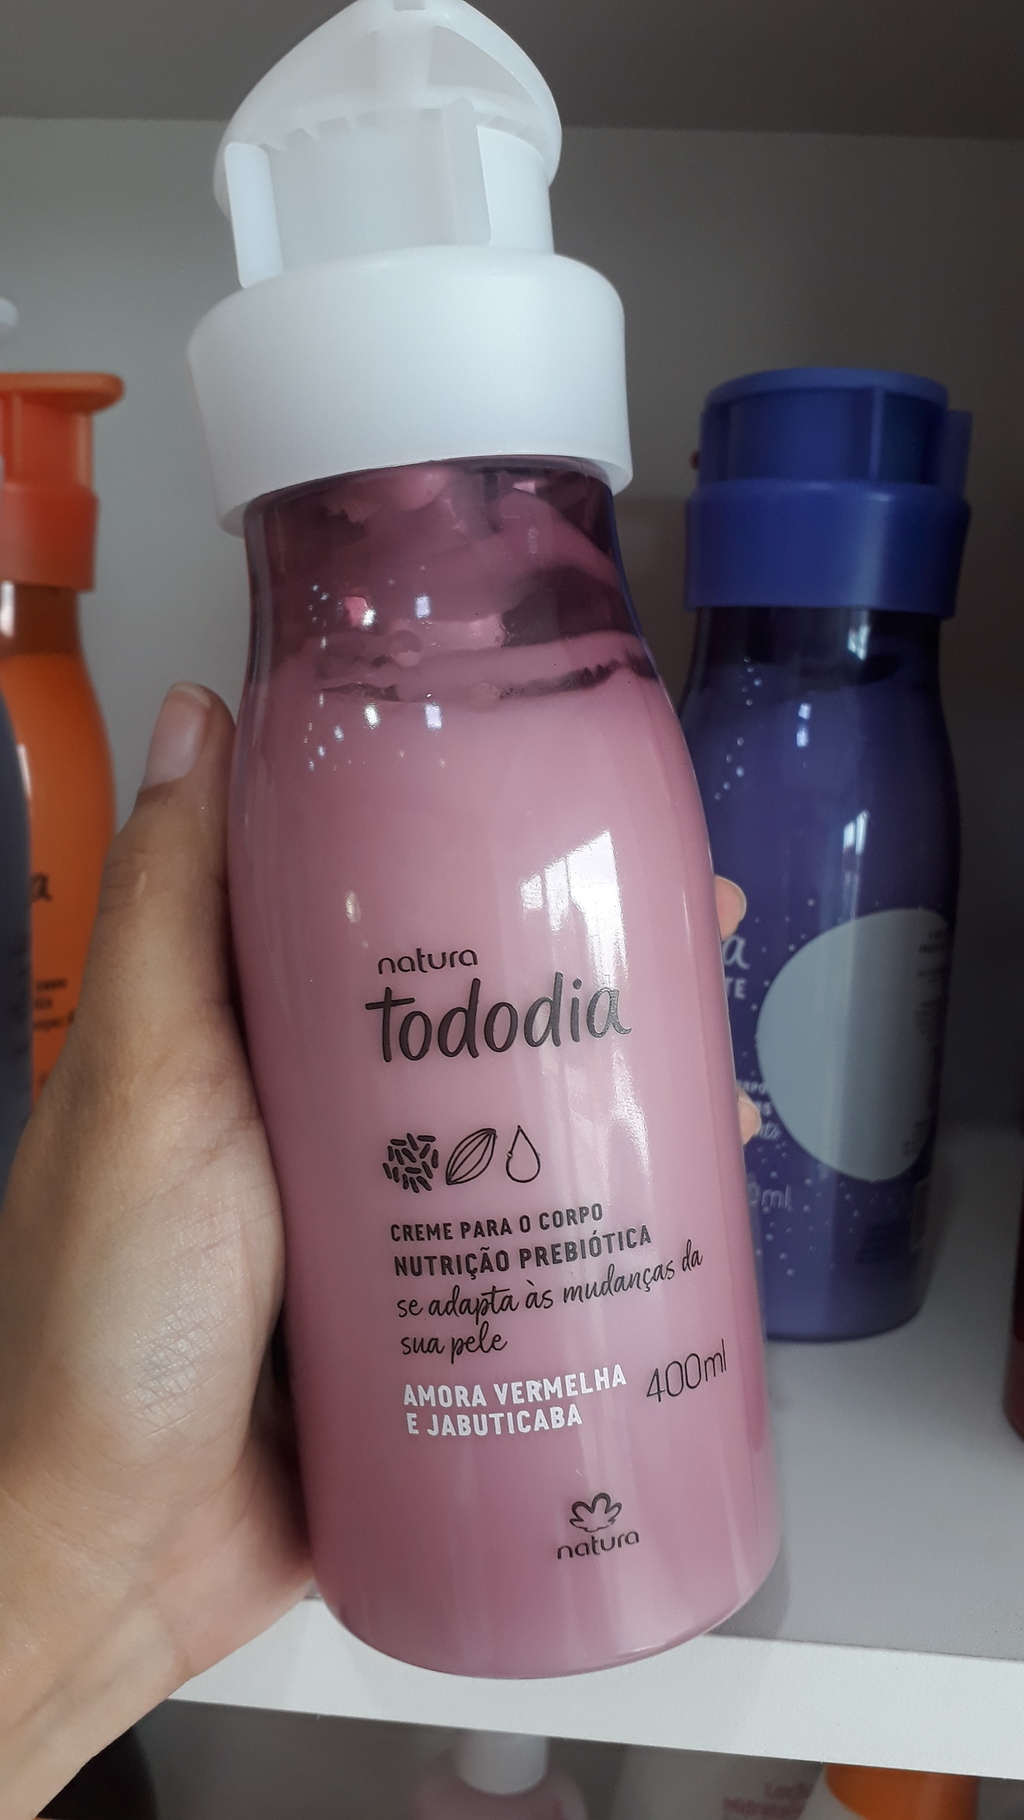 natura
tododia
CREME PARA O CORPO
NUTRIÇÃO PREBIÓTICA
se adapta às mudanças da
sua pele
AMORA VERMELHA
E JABUTICABA
400ml
natura